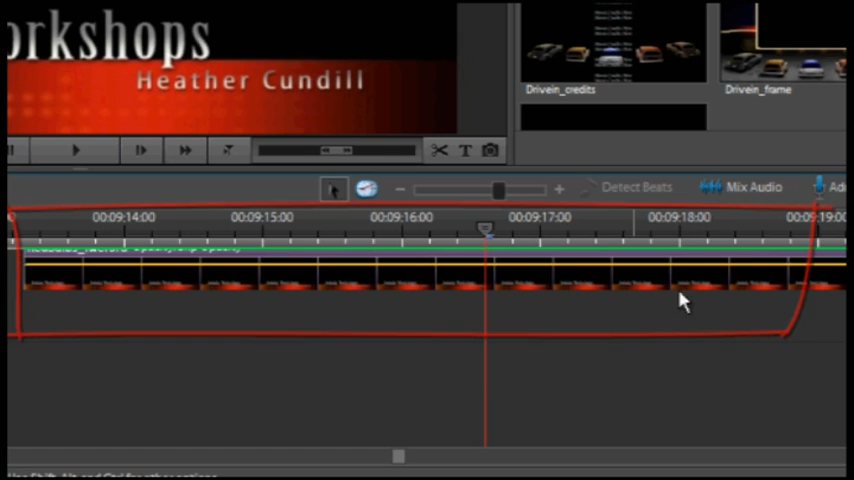 orkshops
Heather Cundill
Drivein_credits
Drivein_frame
Detect Beats
Mix Audio
00:09:14:00
00:09:15:00
00:09:16:00
00:09:17:00
00:09:18:00
00:09:19:00